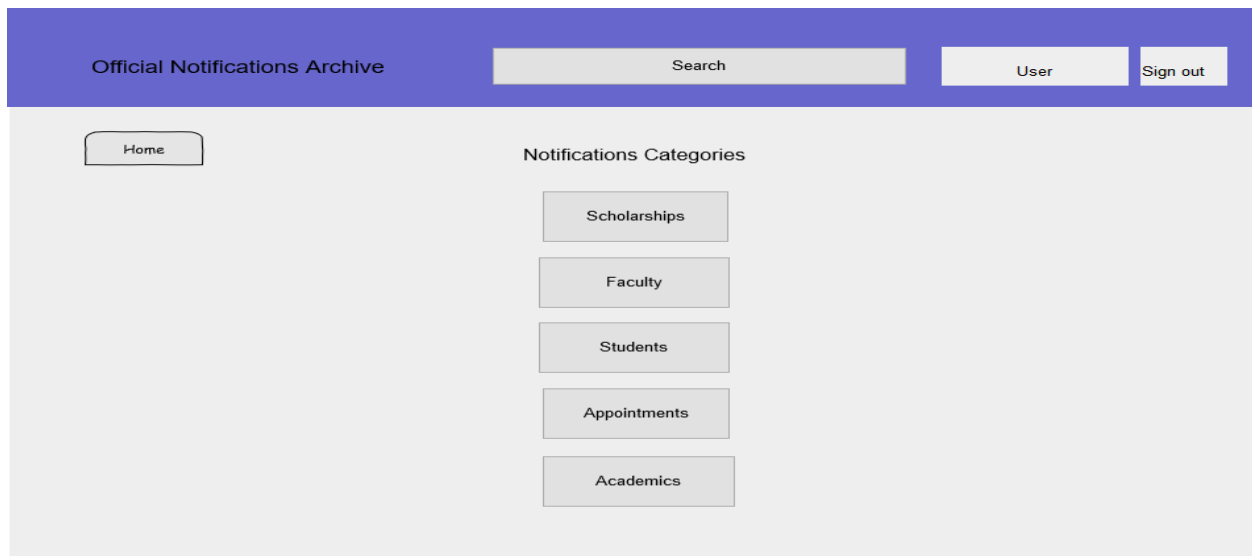 Official Notifications Archive
Search
User
Sign out
Home
Notifications Categories
Scholarships
Faculty
Students
Appointments
Academics